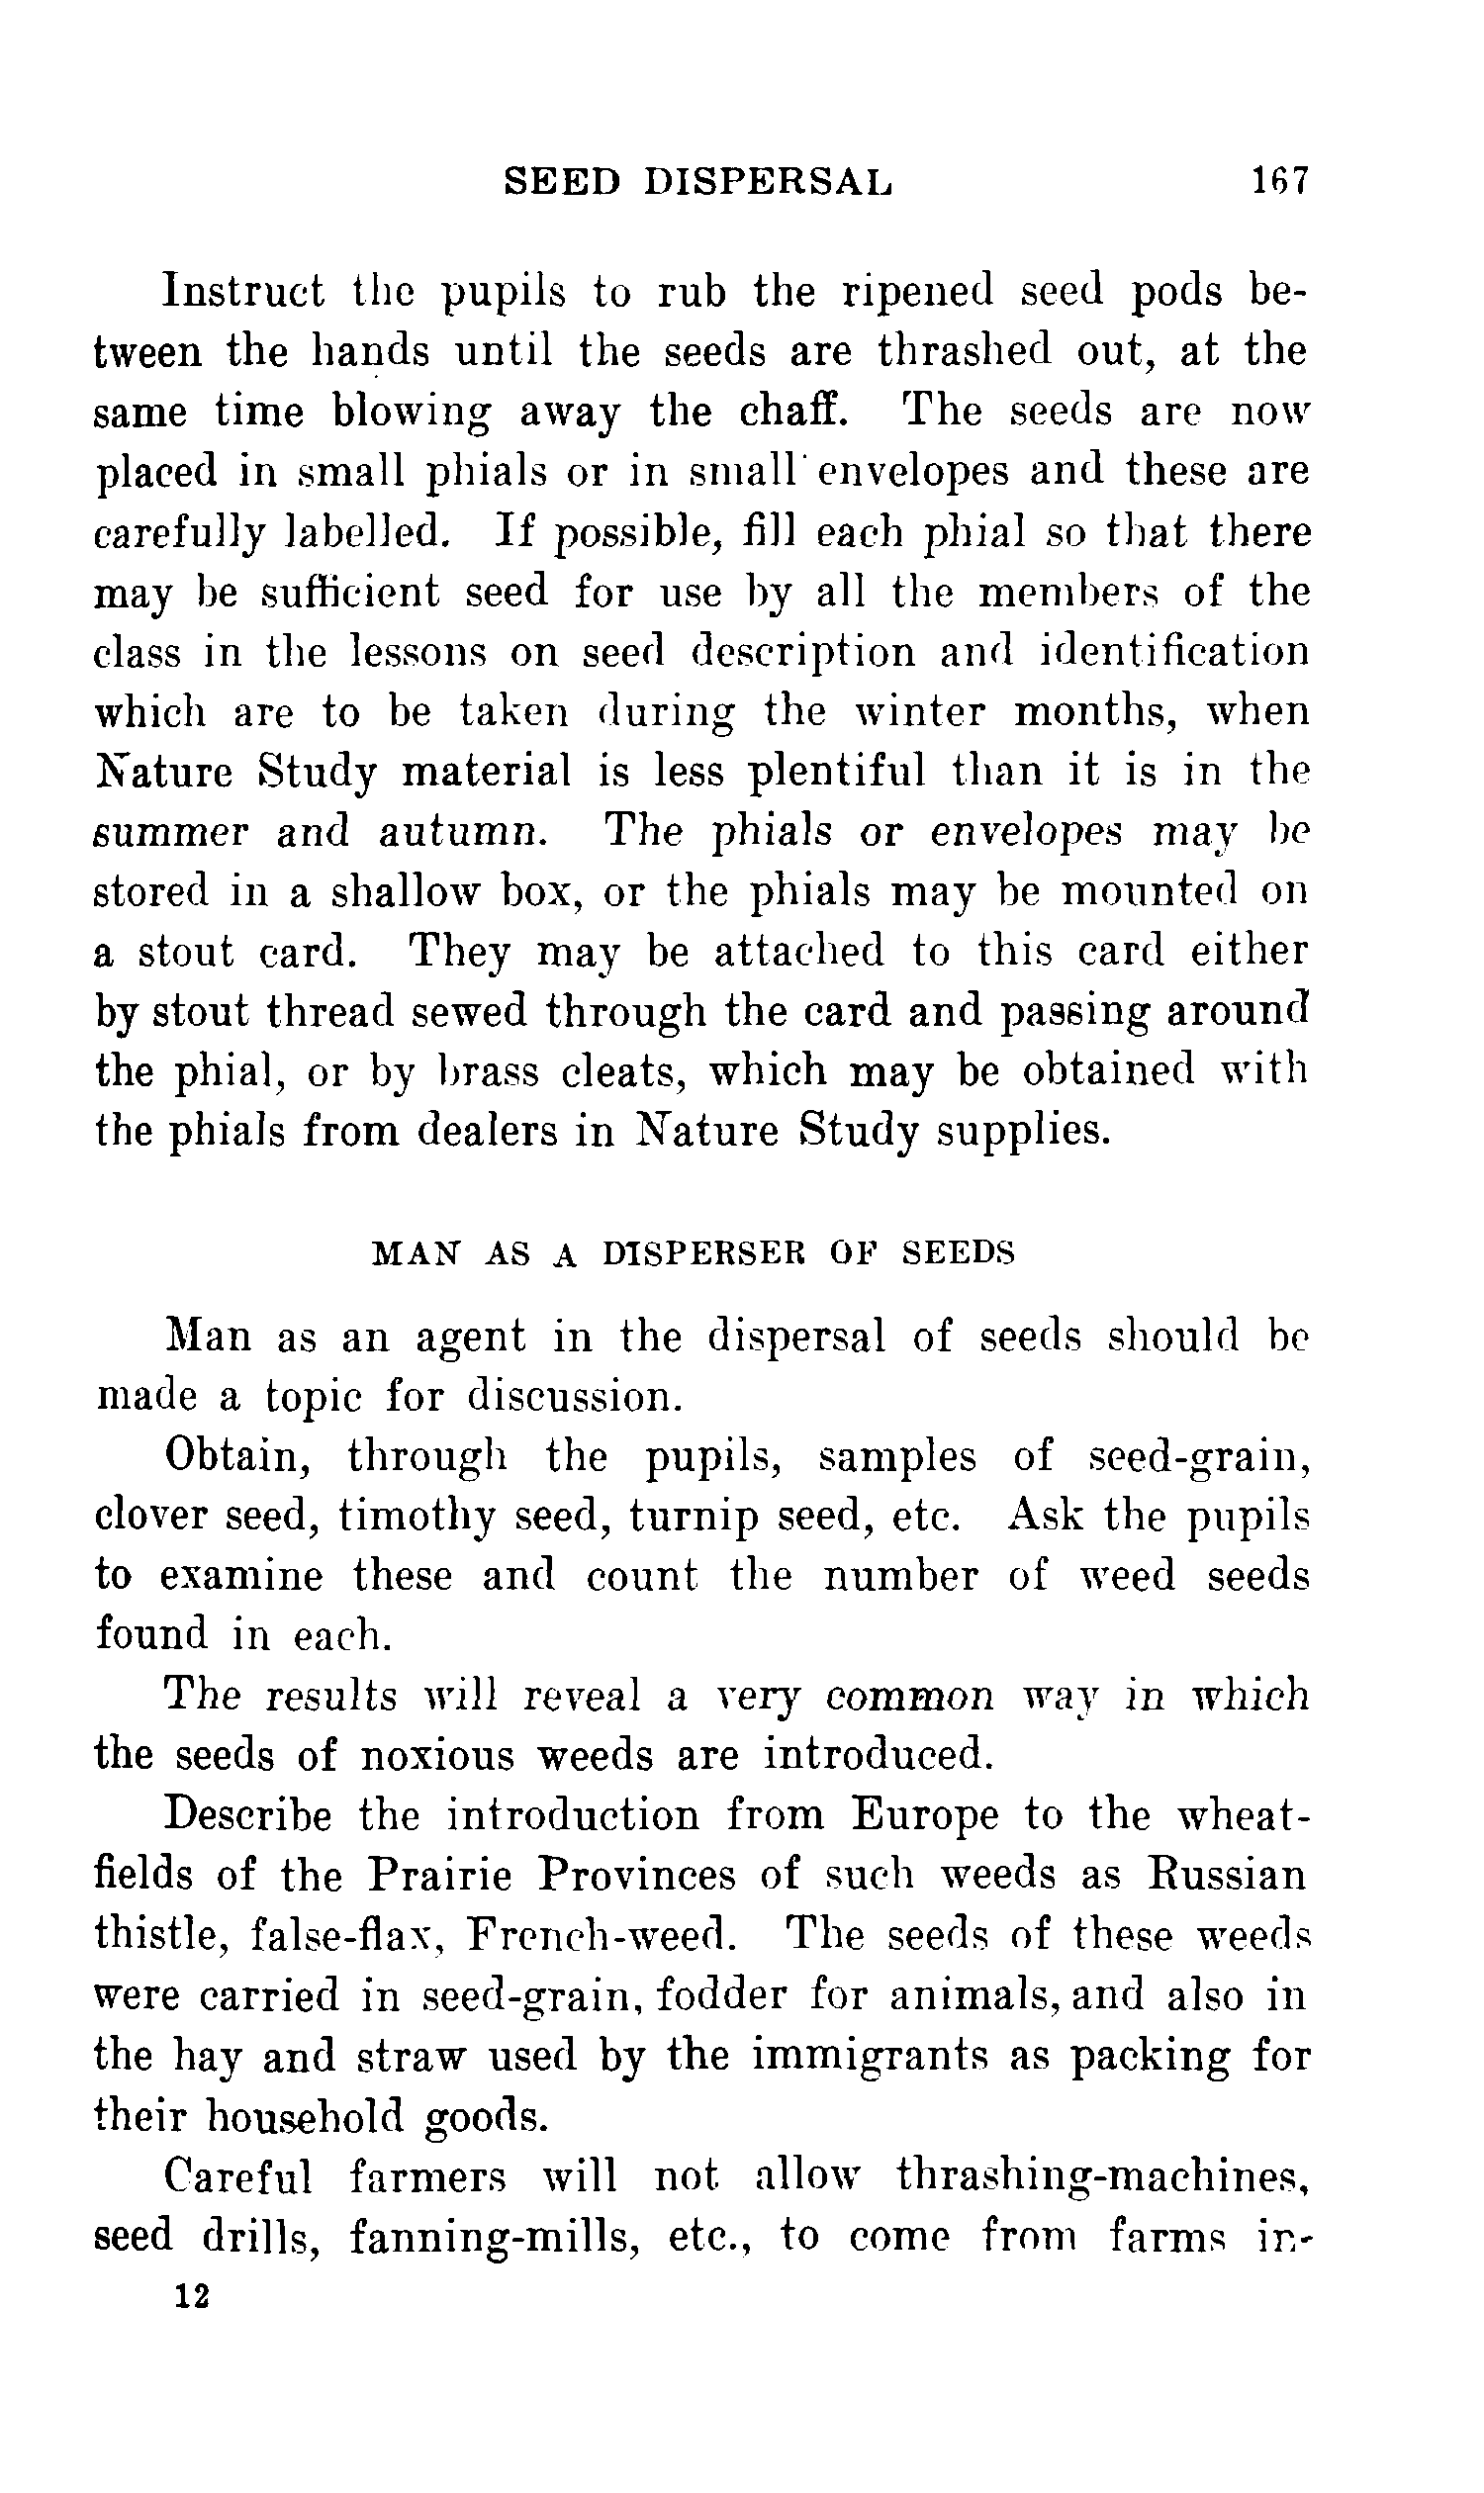 SEED DISPERSAL 167
Instruct the pupils to rub the ripened seed pods be-
tween the hands until the seeds are thrashed out, at the
same time blowing away the chaff. The seeds are now
placed in small phials or in small envelopes and these are
carefully labelled. If possible, fill each phial so that there
may be sufficient seed for use by all the members of the
class in the lessons on seed description and identification
which are to be taken during the winter months, when
Nature Study material is less plentiful than it is in the
summer and autumn. The phials or envelopes may be
stored in a shallow box, or the phials may be mounted on
a stout card. They may be attached to this card either
by stout thread sewed through the card and passing around
the phial, or by brass cleats, which may be obtained with
the phials from dealers in Nature Study supplies.
MAN AS A DISPERSER OF SEEDS
Man as an agent in the dispersal of seeds should be
made a topic for discussion.
Obtain, through the pupils, samples of seed-grain,
clover seed, timothy seed, turnip seed, etc. Ask the pupils
to examine these and count the number of weed seeds
found in each.
The results will reveal a very common way in which
the seeds of noxious weeds are introduced.
Describe the introduction from Europe to the wheat-
fields of the Prairie Provinces of such weeds as Russian
thistle, false-flax, French-weed. The seeds of these weeds
were carried in seed-grain, fodder for animals, and also in
the hay and straw used by the immigrants as packing for
their household goods.
Careful farmers will not allow thrashing-machines,
seed drills, fanning-mills, etc., to come from farms in-
12